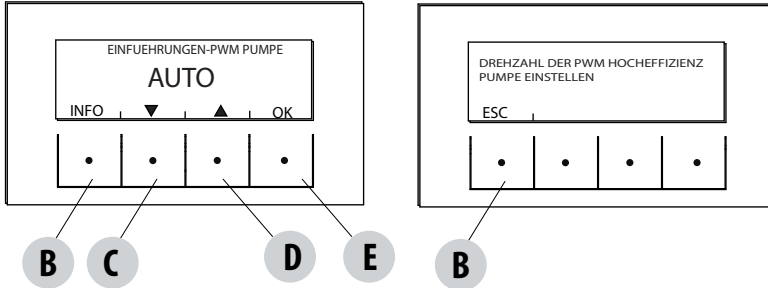 EINFUEHRUNGEN-PWM PUMPE
AUTO
INFO ▼ ▲ OK
B C D E
DREHZAHL DER PWM HOCHEFFIZIENZ
PUMPE EINSTELLEN
ESC
B